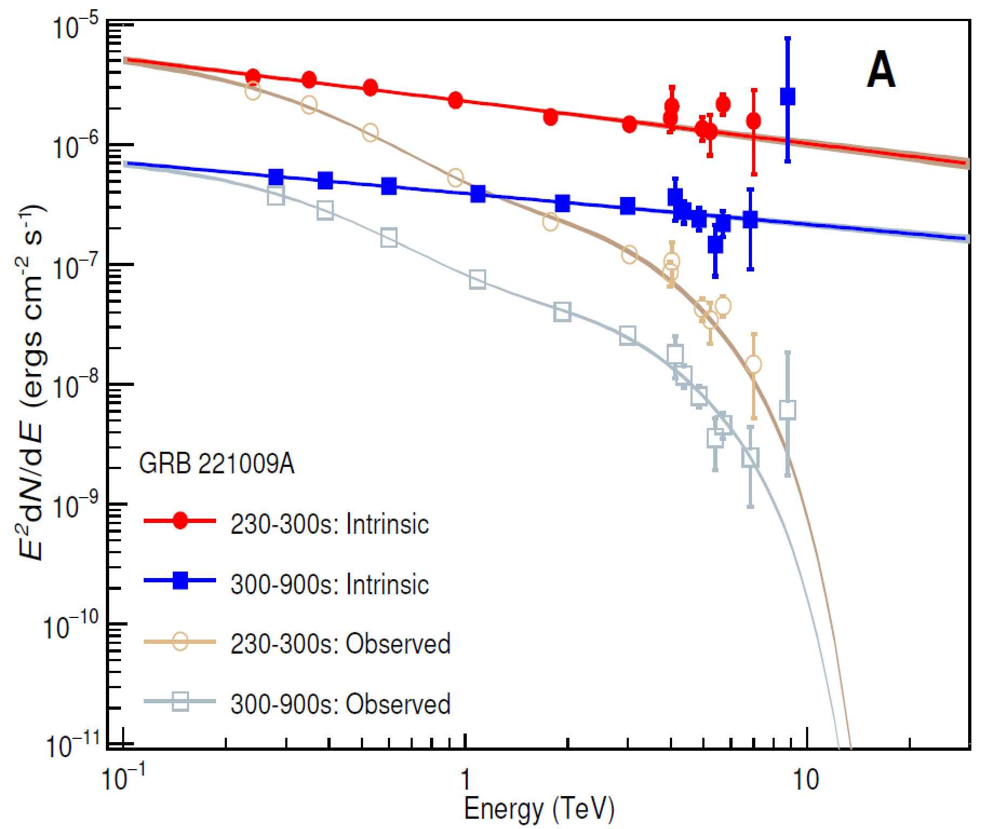 A
10⁻⁵
10⁻⁶
10⁻⁷
10⁻⁸
10⁻⁹
10⁻¹⁰
10⁻¹¹
E² dN/dE (ergs cm⁻² s⁻¹)
GRB 221009A
230-300s: Intrinsic
300-900s: Intrinsic
230-300s: Observed
300-900s: Observed
10⁻¹ 1 10
Energy (TeV)